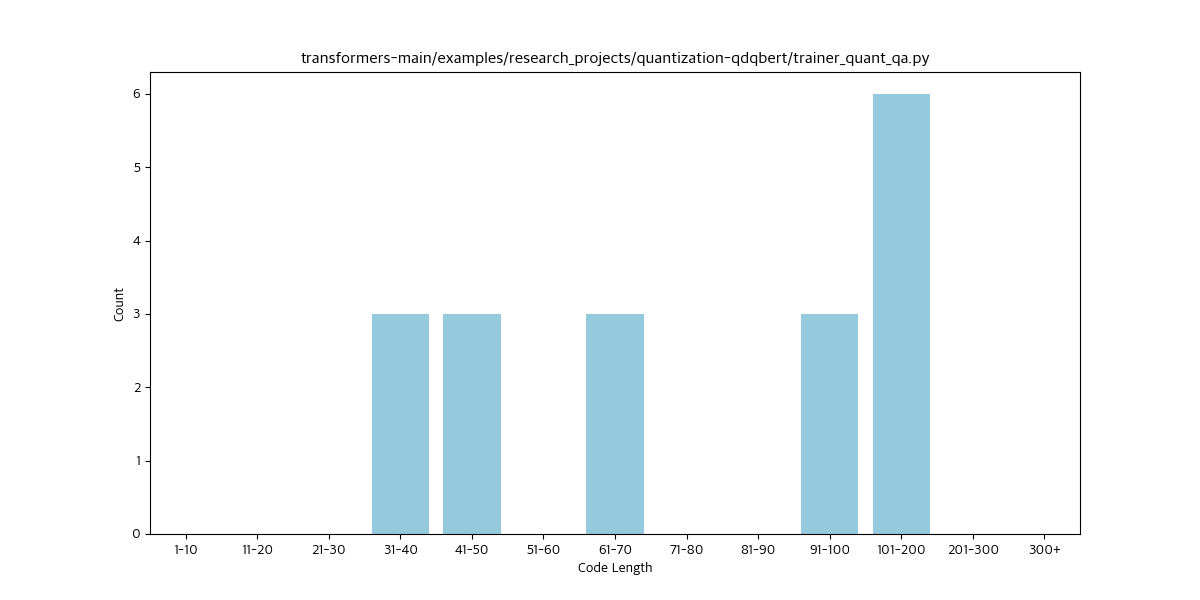 transformers-main/examples/research_projects/quantization-qdqbert/trainer_quant_qa.py
6
5
4
3
2
1
0
Count
1-10 11-20 21-30 31-40 41-50 51-60 61-70 71-80 81-90 91-100 101-200 201-300 300+
Code Length